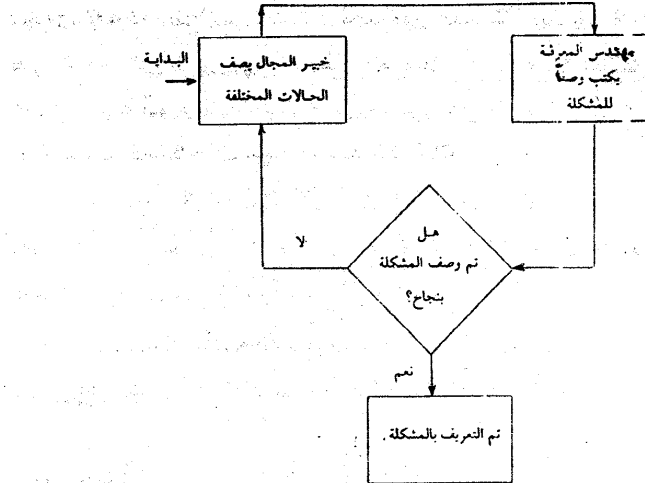 البداية
خبير المجال يصف
الحالات المختلفة
مهندس المعرفة
يكتب وصفاً
للمشكلة
هل
تم وصف المشكلة
بنجاح؟
لا
نعم
تم التعريف بالمشكلة .